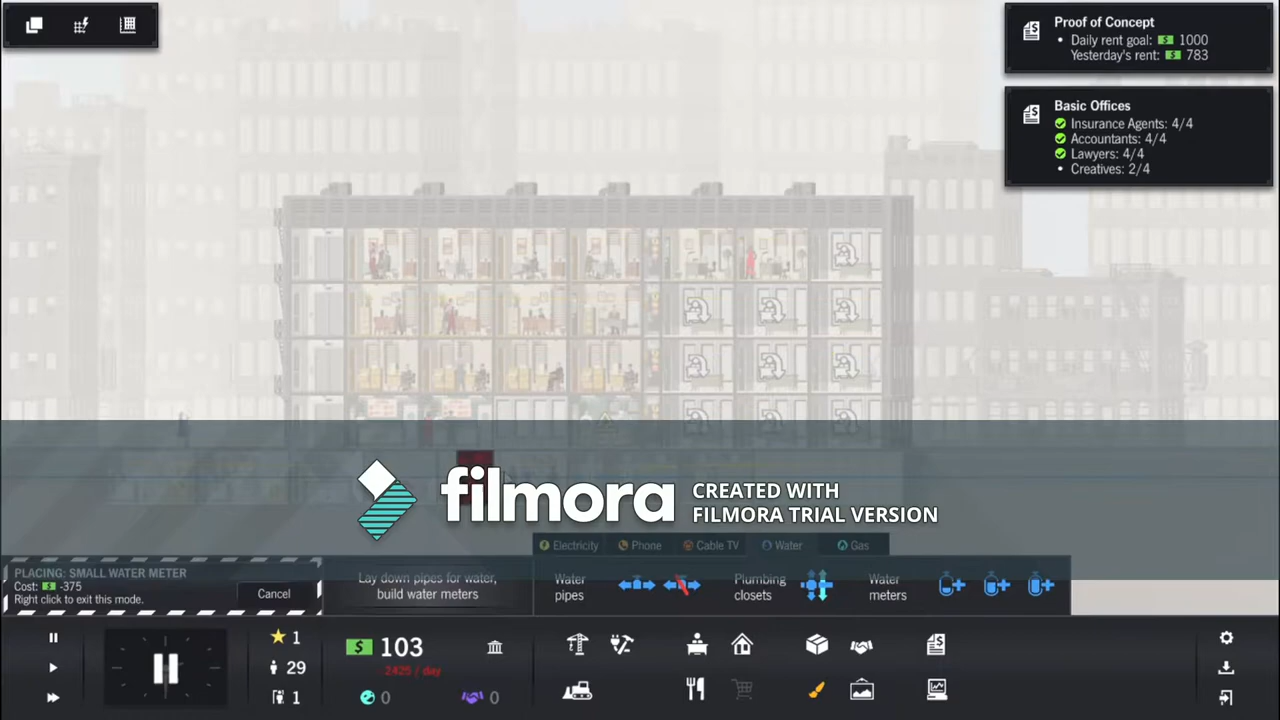 Proof of Concept
• Daily rent goal: $ 1000
Yesterday's rent: $ 783
Basic Offices
Insurance Agents: 4/4
Accountants: 4/4
Lawyers: 4/4
• Creatives: 2/4
filmora
CREATED WITH
FILMORA TRIAL VERSION
Electricity
Phone
Cable TV
Water
Gas
PLACING: SMALL WATER METER
Cost: $ -375
Right click to exit this mode.
Cancel
Lay down pipes for water,
build water meters
Water
pipes
Plumbing
closets
Water
meters
1
29
1
$ 103
2425 / day
0
0